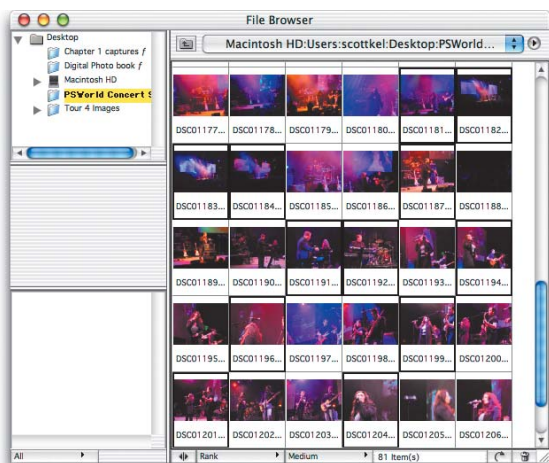 File Browser
Desktop
Chapter 1 captures ƒ
Digital Photo book ƒ
Macintosh HD
PSWorld Concert S
Tour 4 Images
Macintosh HD:Users:scottkel:Desktop:PSWorld...
DSC01177... DSC01178... DSC01179... DSC01180... DSC01181... DSC01182...
DSC01183... DSC01184... DSC01185... DSC01186... DSC01187... DSC01188...
DSC01189... DSC01190... DSC01191... DSC01192... DSC01193... DSC01194...
DSC01195... DSC01196... DSC01197... DSC01198... DSC01199... DSC01200...
DSC01201... DSC01202... DSC01203... DSC01204... DSC01205... DSC01206...
All Rank Medium 81 Item(s)